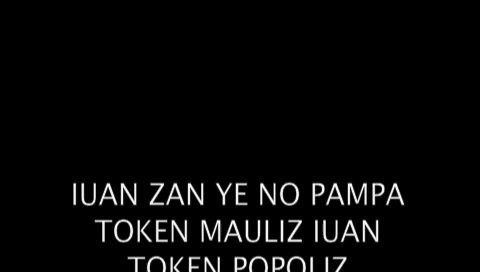 IUAN ZAN YE NO PAMPA
TOKEN MAULIZ IUAN
TOKEN POPOLIZ